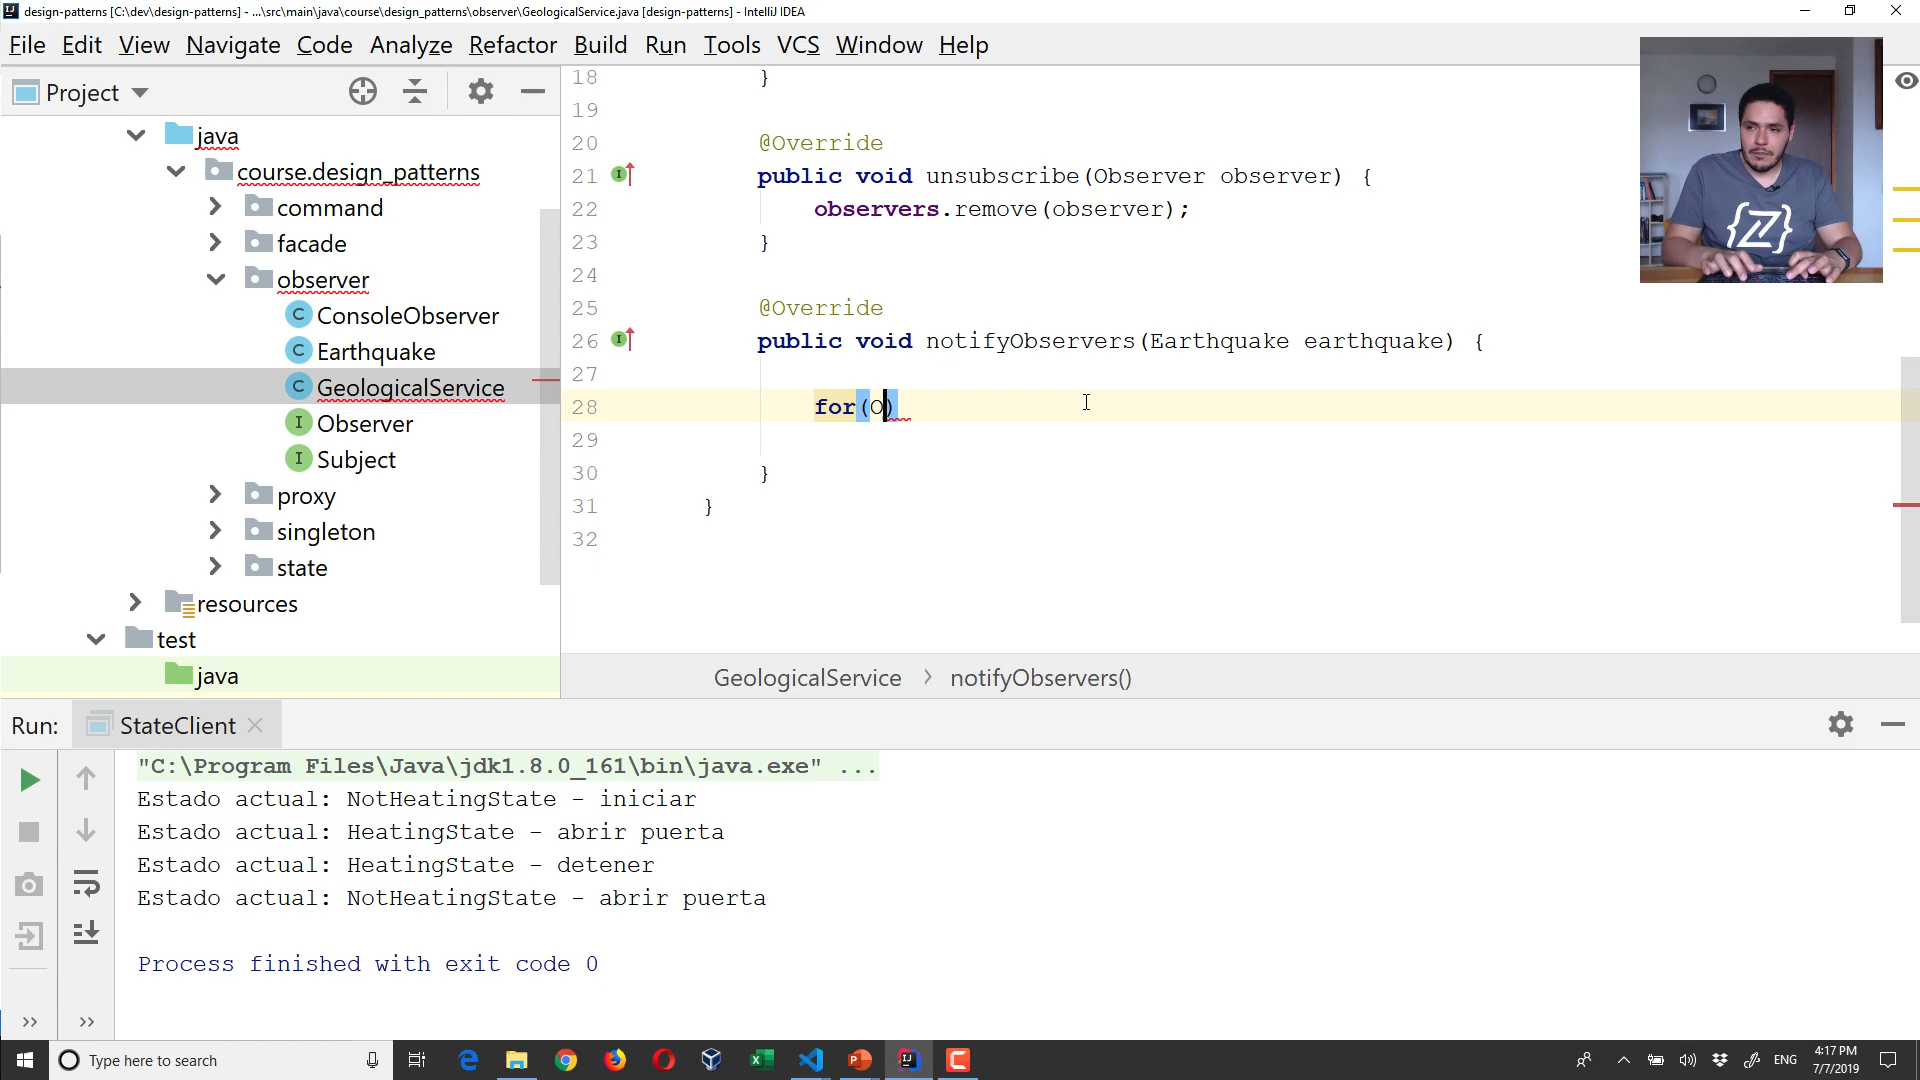 design-patterns [C:\dev\design-patterns] - ...\src\main\java\course\design_patterns\observer\GeologicalService.java [design-patterns] - IntelliJ IDEA
File Edit View Navigate Code Analyze Refactor Build Run Tools VCS Window Help
Project
java
course.design_patterns
command
facade
observer
ConsoleObserver
Earthquake
GeologicalService
Observer
Subject
proxy
singleton
state
resources
test
java
18 }
19
20 @Override
21 public void unsubscribe(Observer observer) {
22 observers.remove(observer);
23 }
24
25 @Override
26 public void notifyObservers(Earthquake earthquake) {
27
28 for(O)
29
30 }
31 }
32
GeologicalService > notifyObservers()
Run: StateClient
"C:\Program Files\Java\jdk1.8.0_161\bin\java.exe" ...
Estado actual: NotHeatingState - iniciar
Estado actual: HeatingState - abrir puerta
Estado actual: HeatingState - detener
Estado actual: NotHeatingState - abrir puerta
Process finished with exit code 0
Type here to search
ENG
4:17 PM
7/7/2019